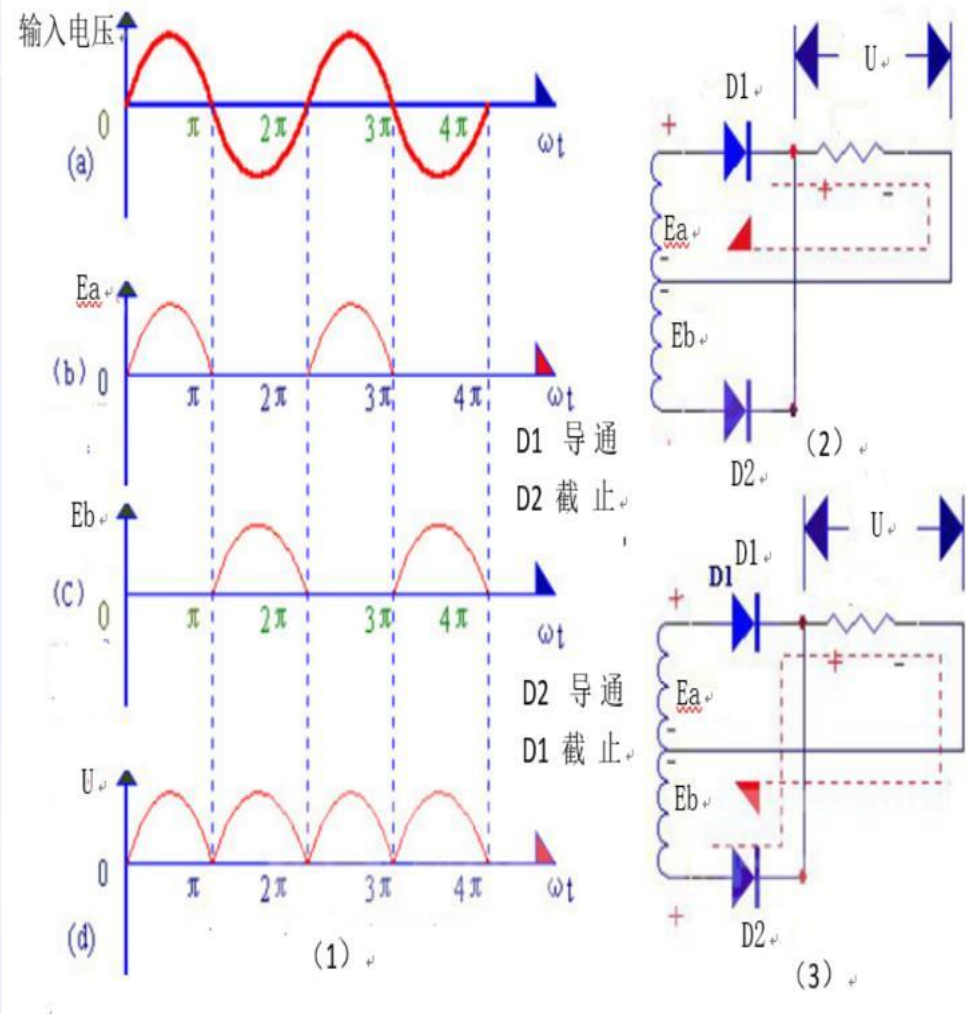 输入电压
0 π 2π 3π 4π ωt
(a)
Ea
(b) 0 π 2π 3π 4π ωt
Eb
(C) 0 π 2π 3π 4π ωt
U
0 π 2π 3π 4π ωt
(d)
(1)
D1 导通
D2 截止
D2 导通
D1 截止
U
D1
+
+ -
Ea
-
-
Eb
-
(2)
D2
U
D1
D1
+
+ -
Ea
-
-
Eb
+
D2
(3)